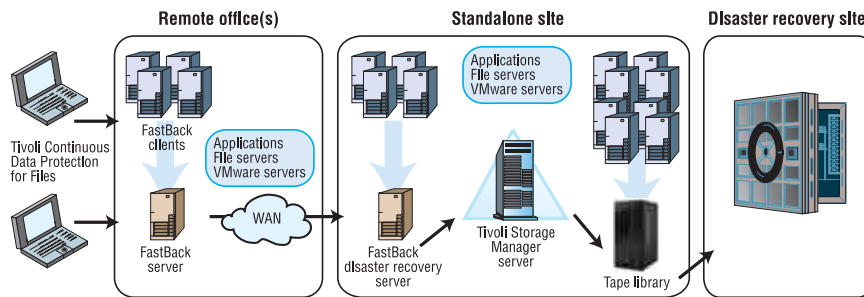 Remote office(s)
Standalone site
Disaster recovery site
Tivoli Continuous
Data Protection
for Files
FastBack
clients
Applications
File servers
VMware servers
FastBack
server
WAN
Applications
File servers
VMware servers
FastBack
disaster recovery
server
Tivoli Storage
Manager
server
Tape library